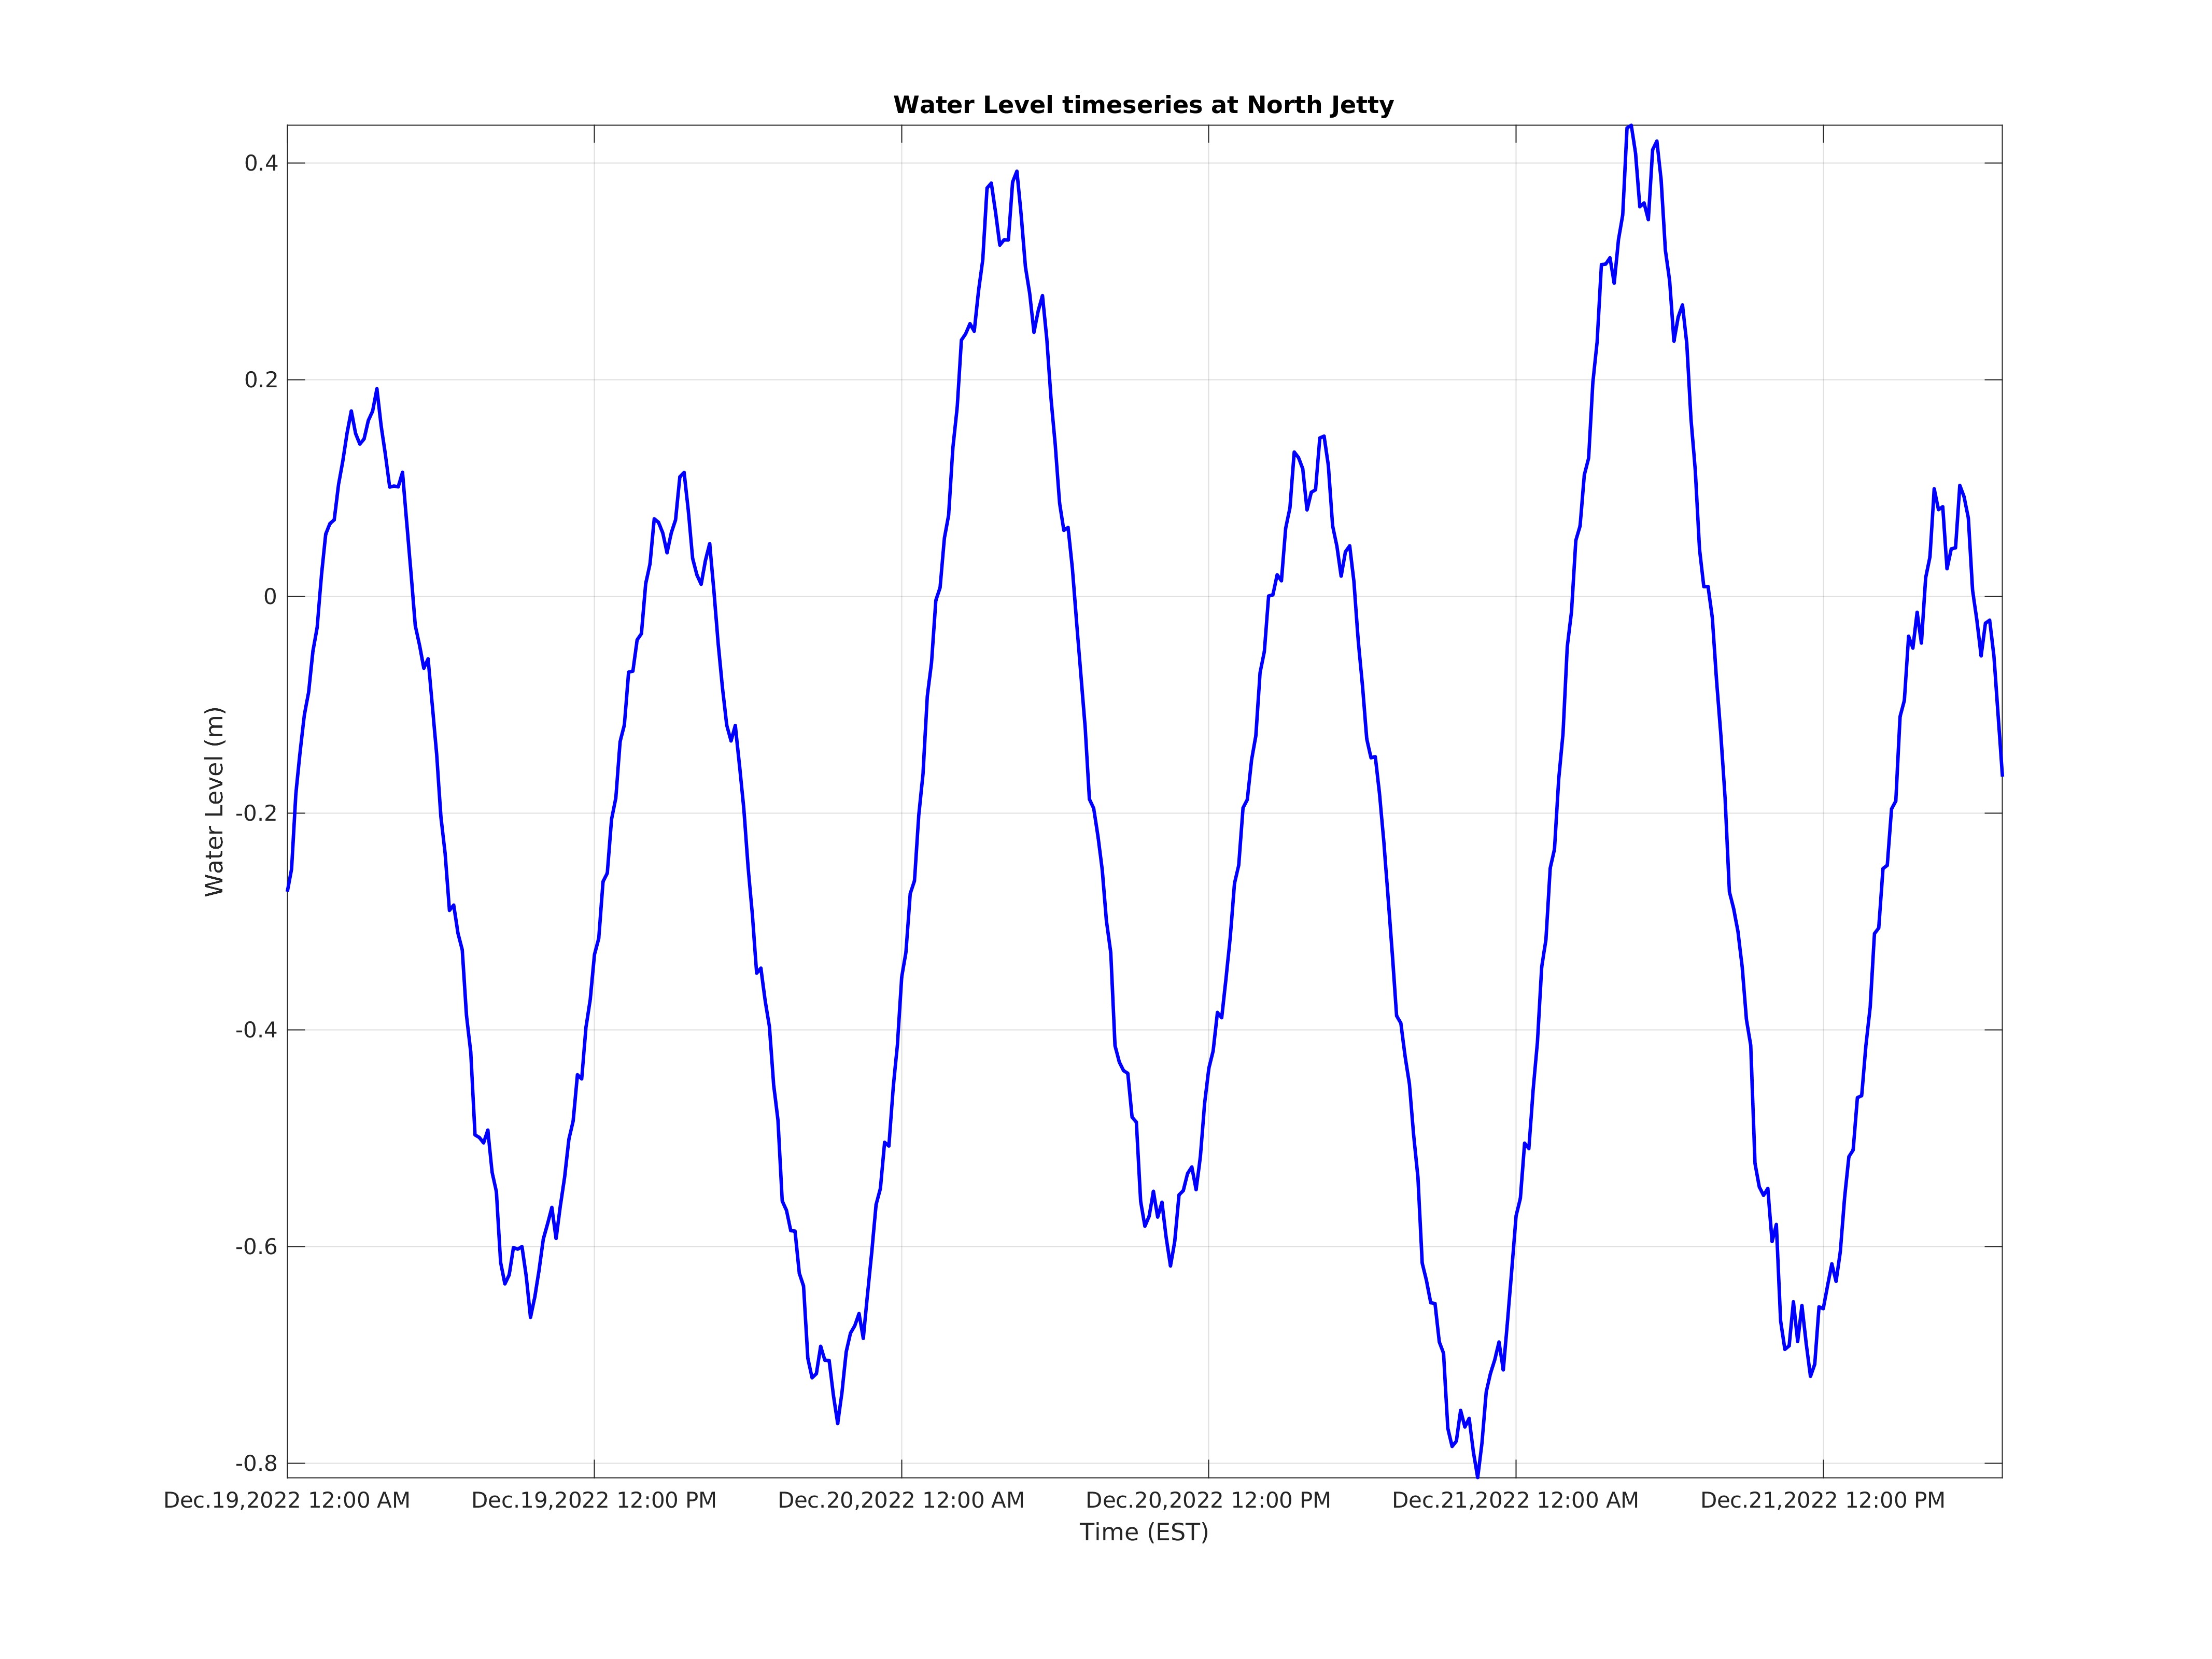 Water Level timeseries at North Jetty
0.4
0.2
0
-0.2
-0.4
-0.6
-0.8
Water Level (m)
Dec.19,2022 12:00 AM
Dec.19,2022 12:00 PM
Dec.20,2022 12:00 AM
Dec.20,2022 12:00 PM
Dec.21,2022 12:00 AM
Dec.21,2022 12:00 PM
Time (EST)